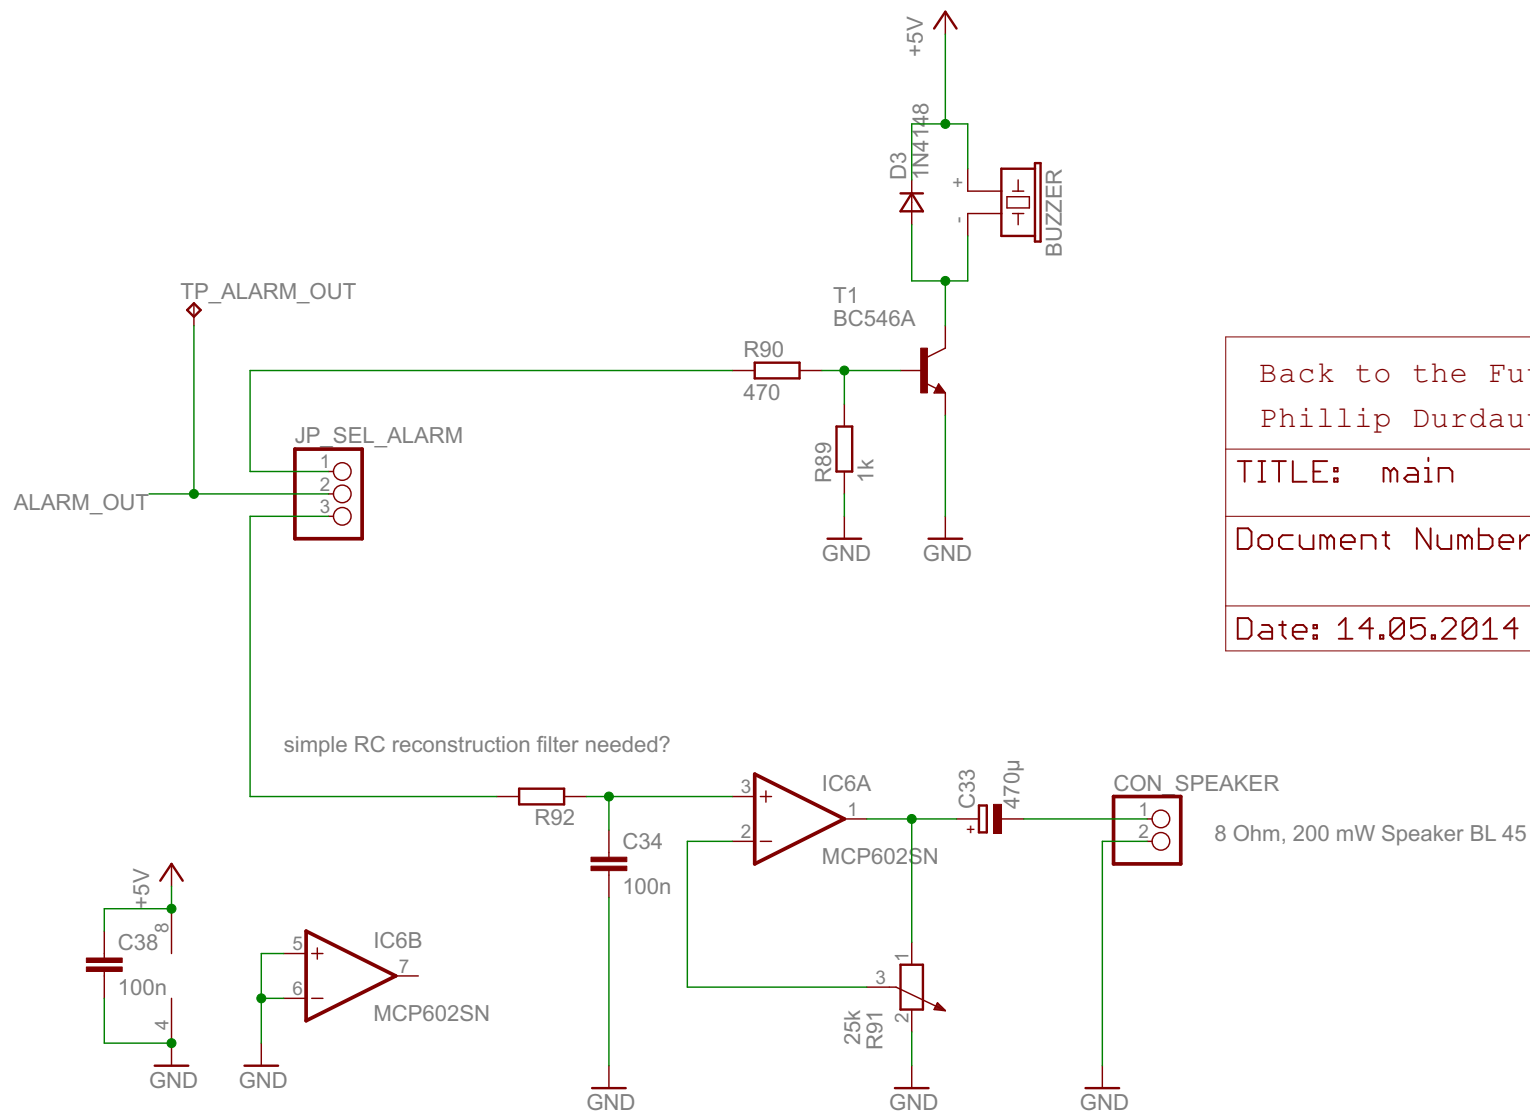 +5V
D3
1N4148
+
-
BUZZER
TP_ALARM_OUT
T1
BC546A
R90
470
JP_SEL_ALARM
1
2
3
ALARM_OUT
R89
1k
GND
GND
Back to the Fu
Phillip Durdau
TITLE: main
Document Number
Date: 14.05.2014
simple RC reconstruction filter needed?
R92
C34
100n
3
2
+
−
1
IC6A
MCP602SN
C33
470µ
+
CON_SPEAKER
1
2
8 Ohm, 200 mW Speaker BL 45
+5V
8
C38
100n
4
GND
5
6
+
−
7
IC6B
MCP602SN
GND
GND
1
3
2
25k
R91
GND
GND